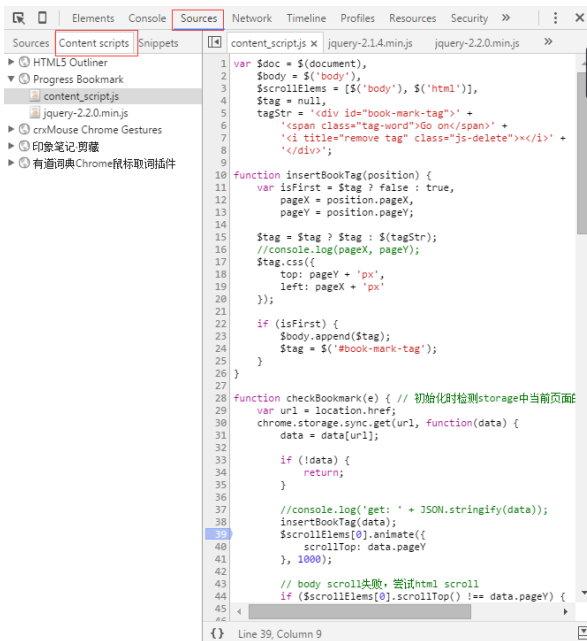 Elements Console Sources Network Timeline Profiles Resources Security »
Sources Content scripts Snippets
content_script.js × jquery-2.1.4.min.js jquery-2.2.0.min.js »
HTML5 Outliner
Progress Bookmark
content_script.js
jquery-2.2.0.min.js
crxMouse Chrome Gestures
印象笔记·剪藏
有道词典Chrome鼠标取词插件
1 var $doc = $(document),
2 $body = $('body'),
3 $scrollElems = [$('body'), $('html')],
4 $tag = null,
5 tagStr = '<div id="book-mark-tag">' +
6 '<span class="tag-word">Go on</span>' +
7 '<i title="remove tag" class="js-delete">×</i>' +
8 '</div>';
9
10 function insertBookTag(position) {
11 var isFirst = $tag ? false : true,
12 pageX = position.pageX,
13 pageY = position.pageY;
14
15 $tag = $tag ? $tag : $(tagStr);
16 //console.log(pageX, pageY);
17 $tag.css({
18 top: pageY + 'px',
19 left: pageX + 'px'
20 });
21
22 if (isFirst) {
23 $body.append($tag);
24 $tag = $('#book-mark-tag');
25 }
26 }
27
28 function checkBookmark(e) { // 初始化时检测storage中当前页面
29 var url = location.href;
30 chrome.storage.sync.get(url, function(data) {
31 data = data[url];
32
33 if (!data) {
34 return;
35 }
36
37 //console.log('get: ' + JSON.stringify(data));
38 insertBookTag(data);
39 $scrollElems[0].animate({
40 scrollTop: data.pageY
41 }, 1000);
42
43 // body scroll失败，尝试html scroll
44 if ($scrollElems[0].scrollTop() !== data.pageY) {
45
{} Line 39, Column 9